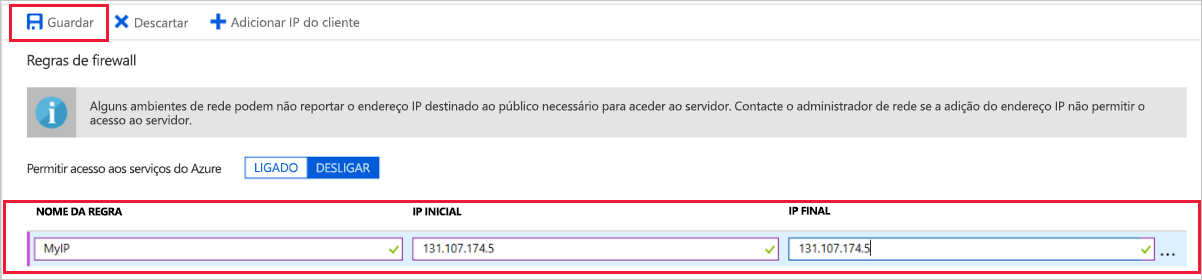 Guardar Descartar Adicionar IP do cliente
Regras de firewall
Alguns ambientes de rede podem não reportar o endereço IP destinado ao público necessário para aceder ao servidor. Contacte o administrador de rede se a adição do endereço IP não permitir o
acesso ao servidor.
Permitir acesso aos serviços do Azure LIGADO DESLIGAR
NOME DA REGRA IP INICIAL IP FINAL
MyIP 131.107.174.5 131.107.174.5 ...